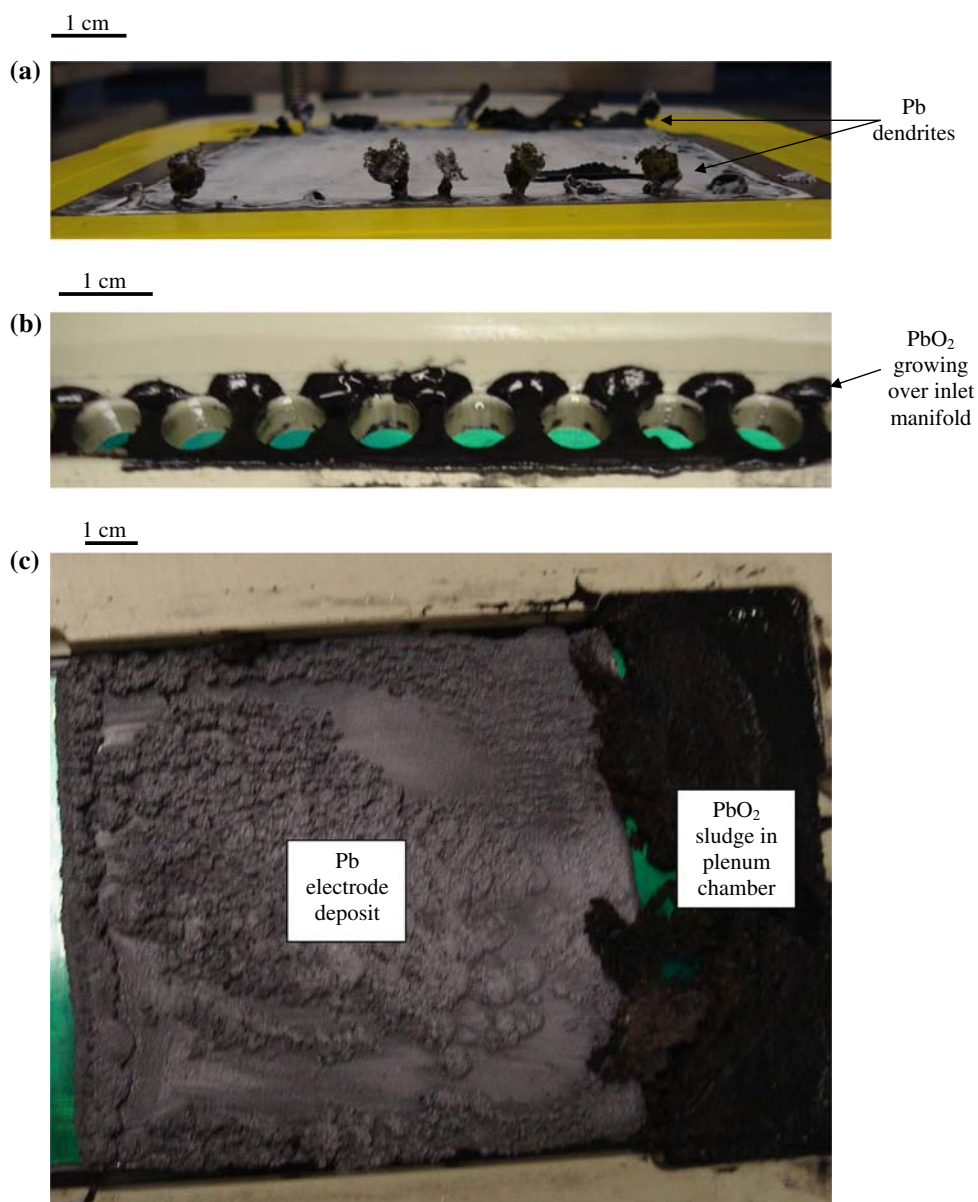 1 cm
(a)
Pb
dendrites
1 cm
(b)
PbO₂
growing
over inlet
manifold
1 cm
(c)
Pb
electrode
deposit
PbO₂
sludge in
plenum
chamber